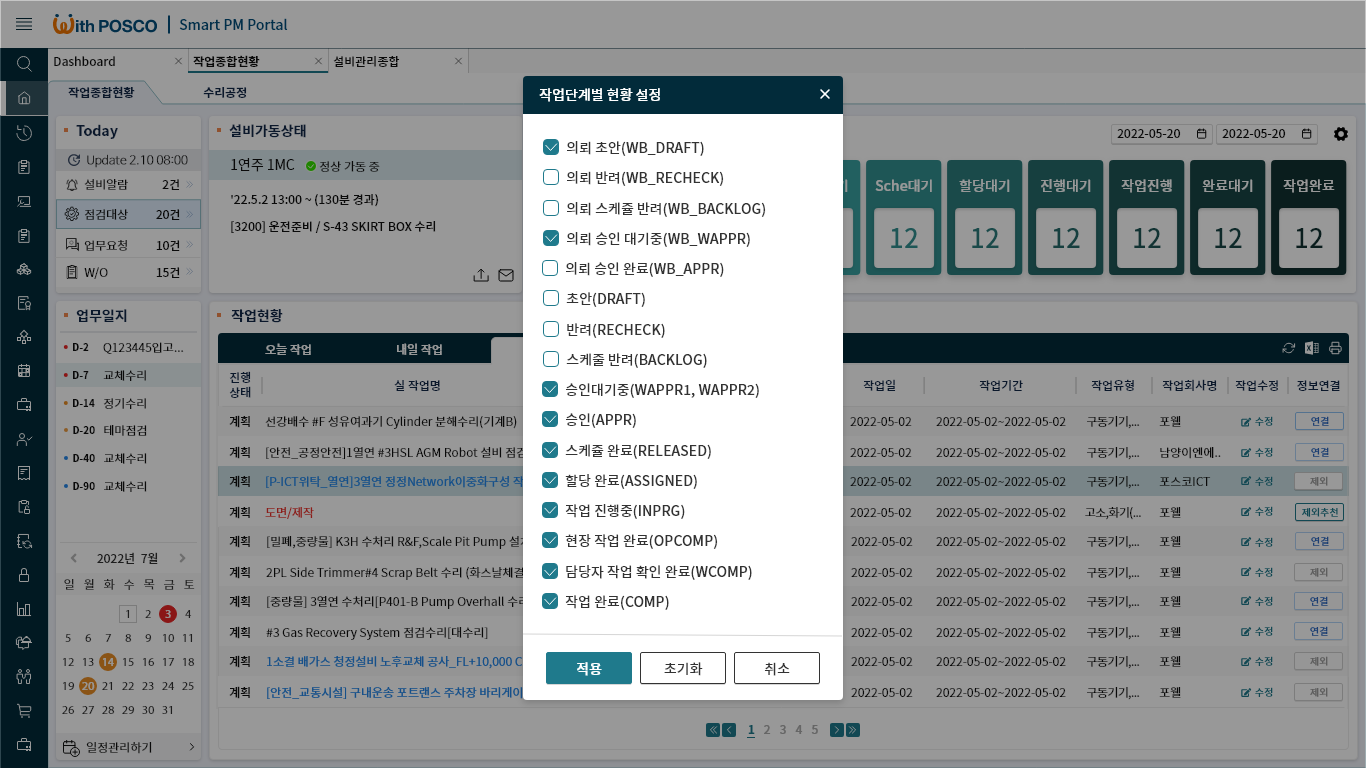 With POSCO
Smart PM Portal
Dashboard
작업종합현황
설비관리종합
작업종합현황
수리공정
Today
Update 2.10 08:00
설비알람 2건
점검대상 20건
업무요청 10건
W/O 15건
설비가동상태
1연주 1MC 정상 가동 중
'22.5.2 13:00 ~ (130분 경과)
[3200] 운전준비 / S-43 SKIRT BOX 수리
2022-05-20 2022-05-20
Sche대기 할당대기 진행대기 작업진행 완료대기 작업완료
12 12 12 12 12 12
업무일지
D-2 Q123445입고...
D-7 교체수리
D-14 정기수리
D-20 테마점검
D-40 교체수리
D-90 교체수리
2022년 7월
일 월 화 수 목 금 토
1 2 3 4
5 6 7 8 9 10 11
12 13 14 15 16 17 18
19 20 21 22 23 24 25
26 27 28 29 30 31
일정관리하기
작업현황
오늘 작업 내일 작업
진행상태 실 작업명 작업일 작업기간 작업유형 작업회사명 작업수정 정보연결
계획 선강배수 #F 성유여과기 Cylinder 분해수리(기계B) 2022-05-02 2022-05-02~2022-05-02 구동기기,... 포웰 수정 연결
계획 [안전_공정안전]1열연 #3HSL AGM Robot 설비 점검 2022-05-02 2022-05-02~2022-05-02 구동기기,... 남양이엔에.. 수정 연결
계획 [P-ICT위탁_열연]3열연 정정Network이중화구성 작 2022-05-02 2022-05-02~2022-05-02 구동기기,... 포스코ICT 수정 제외
계획 도면/제작 2022-05-02 2022-05-02~2022-05-02 고소,화기(... 포웰 수정 제외추천
계획 [밀폐,중량물] K3H 수처리 R&F,Scale Pit Pump 설치 2022-05-02 2022-05-02~2022-05-02 구동기기,... 포웰 수정 연결
계획 2PL Side Trimmer#4 Scrap Belt 수리 (화스날체결 2022-05-02 2022-05-02~2022-05-02 구동기기,... 포웰 수정 제외
계획 [중량물] 3열연 수처리[P401-B Pump Overhall 수리 2022-05-02 2022-05-02~2022-05-02 구동기기,... 포웰 수정 연결
계획 #3 Gas Recovery System 점검수리[대수리] 2022-05-02 2022-05-02~2022-05-02 구동기기,... 포웰 수정 연결
계획 1소결 배가스 청정설비 노후교체 공사_FL+10,000 C 2022-05-02 2022-05-02~2022-05-02 구동기기,... 포웰 수정 제외
계획 [안전_교통시설] 구내운송 포트랜스 주차장 바리게이 2022-05-02 2022-05-02~2022-05-02 구동기기,... 포웰 수정 제외
1 2 3 4 5
작업단계별 현황 설정
의뢰 초안(WB_DRAFT)
의뢰 반려(WB_RECHECK)
의뢰 스케쥴 반려(WB_BACKLOG)
의뢰 승인 대기중(WB_WAPPR)
의뢰 승인 완료(WB_APPR)
초안(DRAFT)
반려(RECHECK)
스케줄 반려(BACKLOG)
승인대기중(WAPPR1, WAPPR2)
승인(APPR)
스케쥴 완료(RELEASED)
할당 완료(ASSIGNED)
작업 진행중(INPRG)
현장 작업 완료(OPCOMP)
담당자 작업 확인 완료(WCOMP)
작업 완료(COMP)
적용 초기화 취소